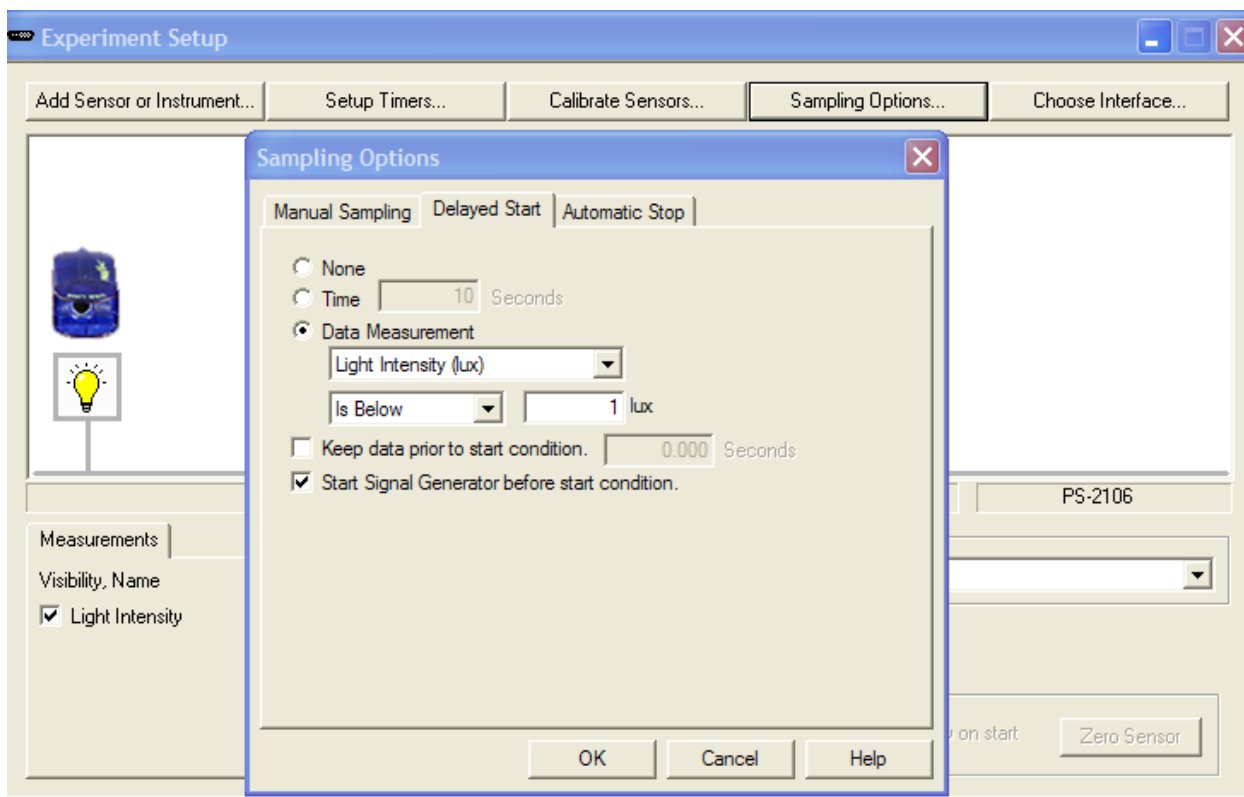 Experiment Setup
Add Sensor or Instrument... Setup Timers... Calibrate Sensors... Sampling Options... Choose Interface...
Sampling Options
Manual Sampling Delayed Start Automatic Stop
None
Time 10 Seconds
Data Measurement
Light Intensity (lux)
Is Below 1 lux
Keep data prior to start condition. 0.000 Seconds
Start Signal Generator before start condition.
PS-2106
Measurements
Visibility, Name
Light Intensity
on start Zero Sensor
OK Cancel Help